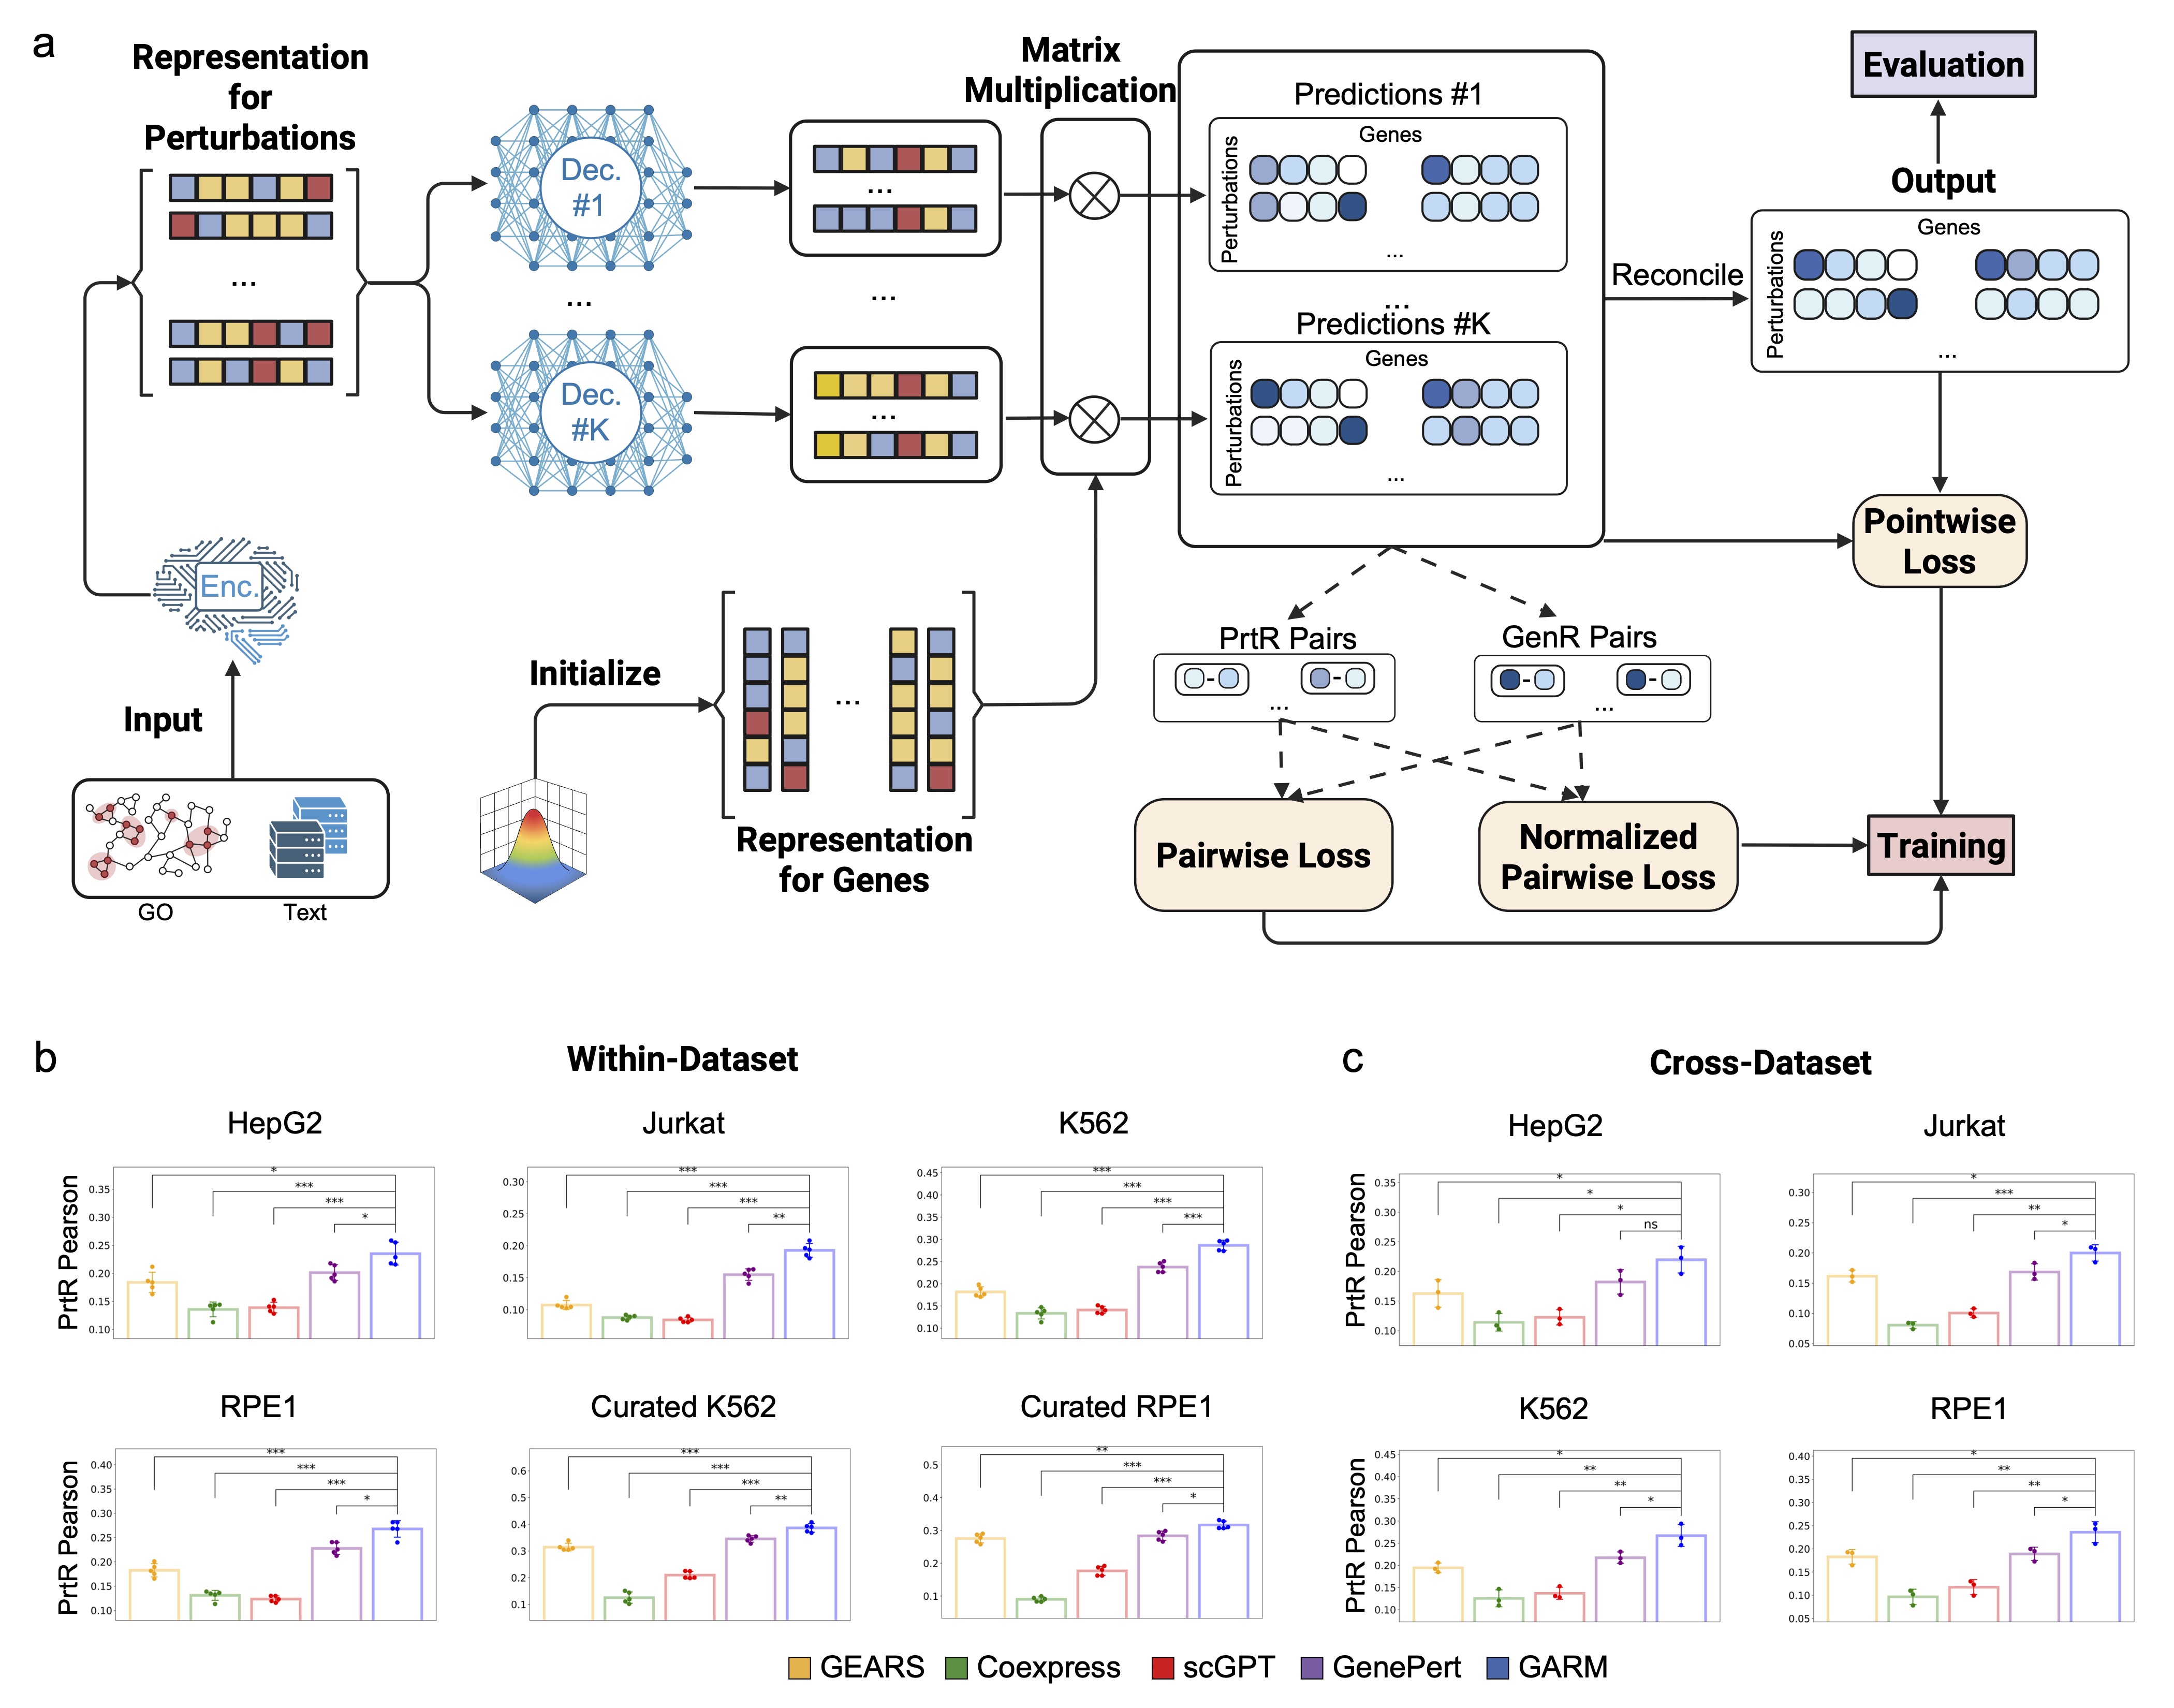 a
Representation
for
Perturbations
...
Enc.
Input
GO
Text
Dec.
#1
...
Dec.
#K
...
...
...
Matrix
Multiplication
Initialize
...
Representation
for Genes
Predictions #1
Genes
Perturbations
...
...
Predictions #K
Genes
Perturbations
...
Reconcile
Evaluation
Output
Genes
Perturbations
...
Pointwise
Loss
PrtR Pairs
-
-
...
GenR Pairs
-
-
...
Pairwise Loss
Normalized
Pairwise Loss
Training
b
Within-Dataset
HepG2
PrtR Pearson
0.35
0.30
0.25
0.20
0.15
0.10
*
***
***
*
Jurkat
0.30
0.25
0.20
0.15
0.10
***
***
***
**
K562
0.45
0.40
0.35
0.30
0.25
0.20
0.15
0.10
***
***
***
***
RPE1
PrtR Pearson
0.40
0.35
0.30
0.25
0.20
0.15
0.10
***
***
***
*
Curated K562
0.6
0.5
0.4
0.3
0.2
0.1
***
***
***
**
Curated RPE1
0.5
0.4
0.3
0.2
0.1
**
***
***
*
c
Cross-Dataset
HepG2
PrtR Pearson
0.35
0.30
0.25
0.20
0.15
0.10
*
*
*
ns
Jurkat
0.30
0.25
0.20
0.15
0.10
0.05
*
***
**
*
K562
PrtR Pearson
0.45
0.40
0.35
0.30
0.25
0.20
0.15
0.10
*
**
**
*
RPE1
0.40
0.35
0.30
0.25
0.20
0.15
0.10
0.05
*
**
**
*
GEARS
Coexpress
scGPT
GenePert
GARM